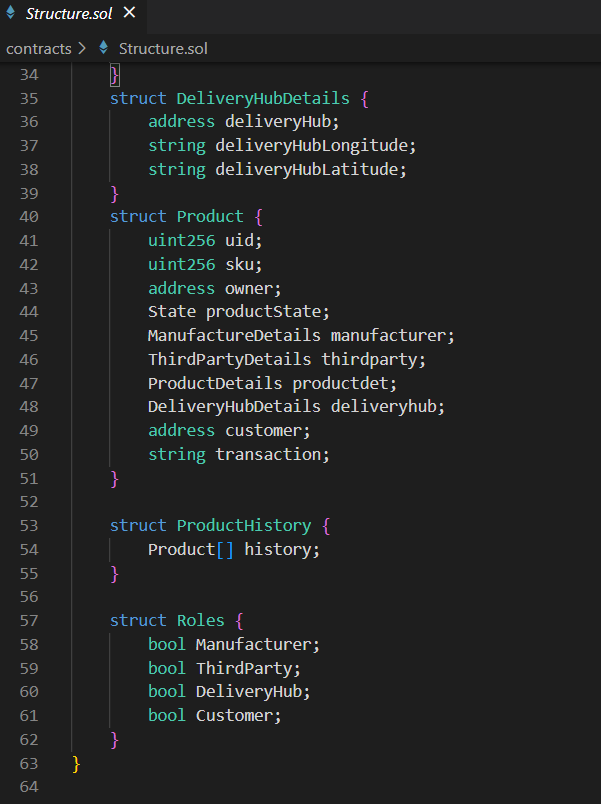 Structure.sol ×
contracts > Structure.sol
34 }
35 struct DeliveryHubDetails {
36 address deliveryHub;
37 string deliveryHubLongitude;
38 string deliveryHubLatitude;
39 }
40 struct Product {
41 uint256 uid;
42 uint256 sku;
43 address owner;
44 State productState;
45 ManufactureDetails manufacturer;
46 ThirdPartyDetails thirdparty;
47 ProductDetails productdet;
48 DeliveryHubDetails deliveryhub;
49 address customer;
50 string transaction;
51 }
52
53 struct ProductHistory {
54 Product[] history;
55 }
56
57 struct Roles {
58 bool Manufacturer;
59 bool ThirdParty;
60 bool DeliveryHub;
61 bool Customer;
62 }
63 }
64